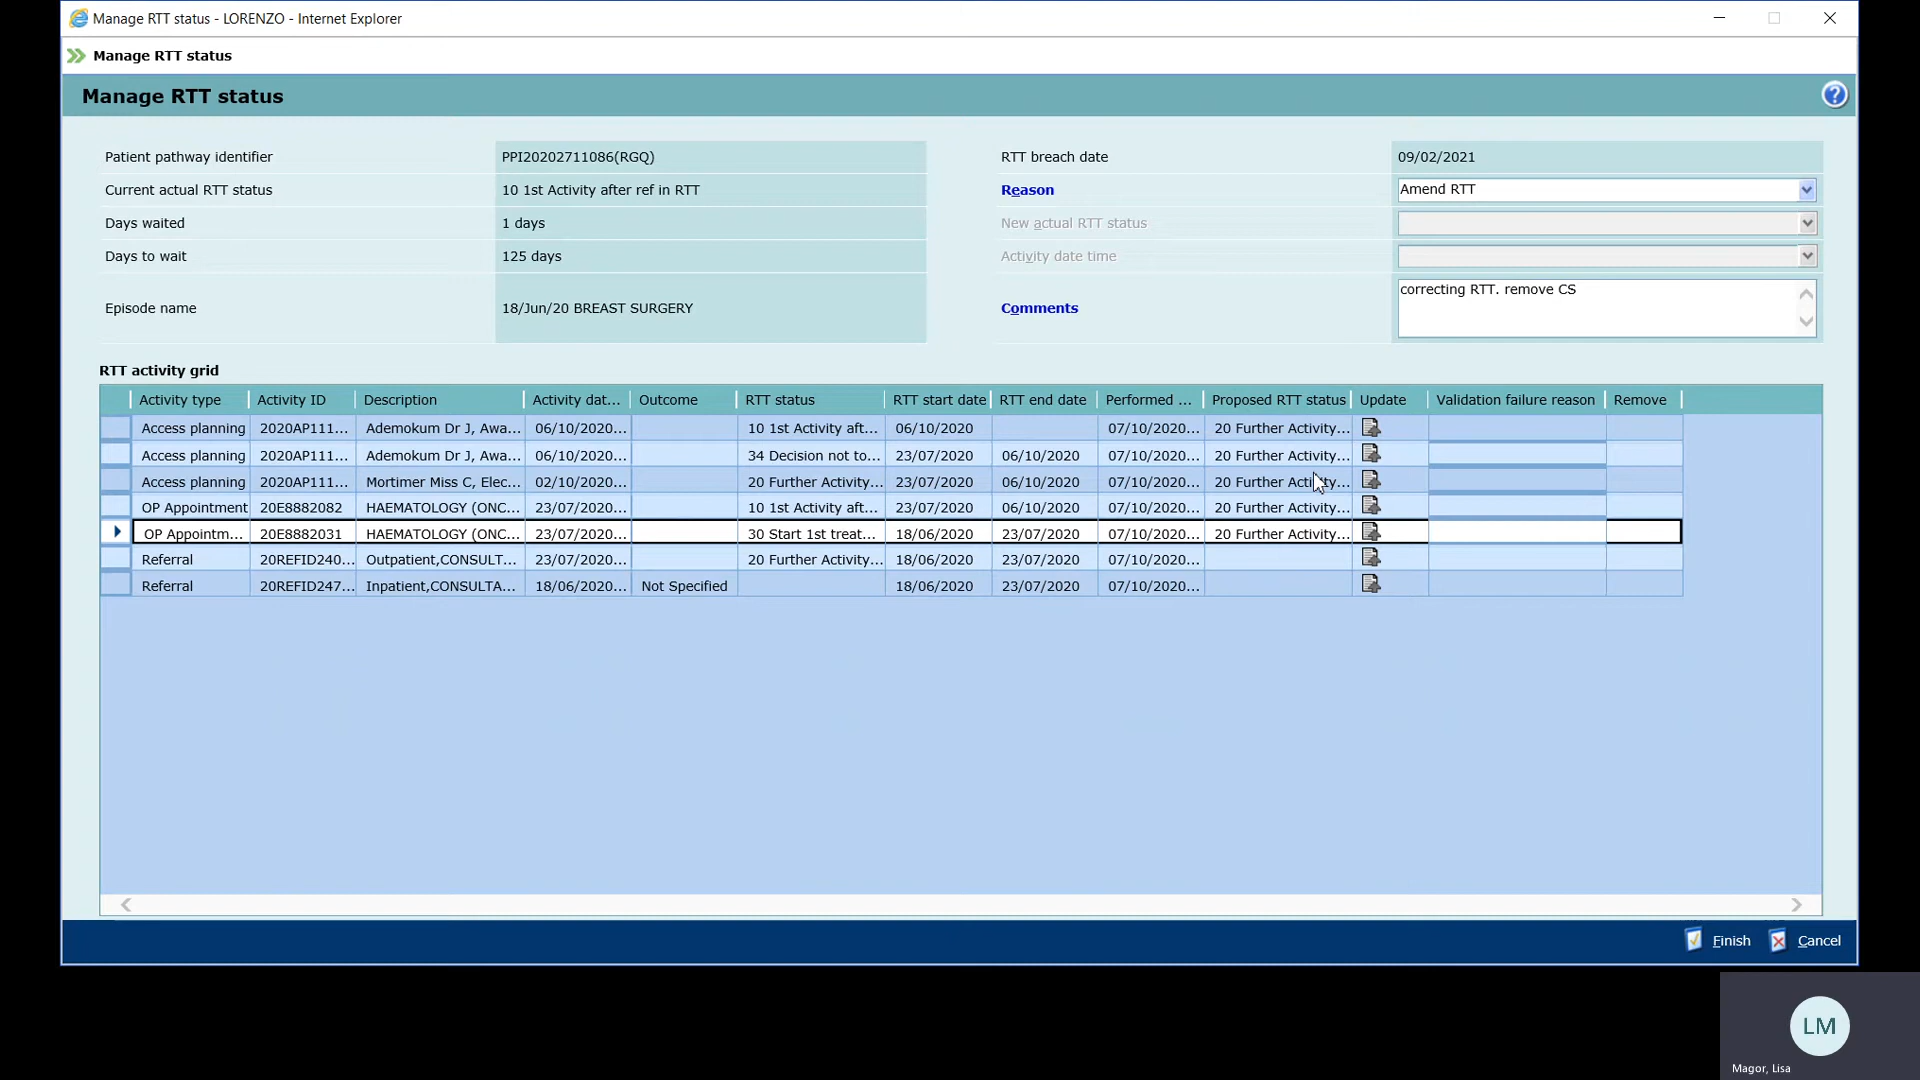 Manage RTT status - LORENZO - Internet Explorer
Manage RTT status
Manage RTT status
Patient pathway identifier PPI20202711086(RGQ) RTT breach date 09/02/2021
Current actual RTT status 10 1st Activity after ref in RTT Reason Amend RTT
Days waited 1 days New actual RTT status
Days to wait 125 days Activity date time
Episode name 18/Jun/20 BREAST SURGERY Comments correcting RTT. remove CS
RTT activity grid
Activity type Activity ID Description Activity dat... Outcome RTT status RTT start date RTT end date Performed ... Proposed RTT status Update Validation failure reason Remove
Access planning 2020AP111... Ademokum Dr J, Awa... 06/10/2020... 10 1st Activity aft... 06/10/2020 07/10/2020... 20 Further Activity...
Access planning 2020AP111... Ademokum Dr J, Awa... 06/10/2020... 34 Decision not to... 23/07/2020 06/10/2020 07/10/2020... 20 Further Activity...
Access planning 2020AP111... Mortimer Miss C, Elec... 02/10/2020... 20 Further Activity... 23/07/2020 06/10/2020 07/10/2020... 20 Further Activity...
OP Appointment 20E8882082 HAEMATOLOGY (ONC... 23/07/2020... 10 1st Activity aft... 23/07/2020 06/10/2020 07/10/2020... 20 Further Activity...
OP Appointm... 20E8882031 HAEMATOLOGY (ONC... 23/07/2020... 30 Start 1st treat... 18/06/2020 23/07/2020 07/10/2020... 20 Further Activity...
Referral 20REFID240... Outpatient,CONSULT... 23/07/2020... 20 Further Activity... 18/06/2020 23/07/2020 07/10/2020...
Referral 20REFID247... Inpatient,CONSULTA... 18/06/2020... Not Specified 18/06/2020 23/07/2020 07/10/2020...
Finish Cancel
LM
Magor, Lisa